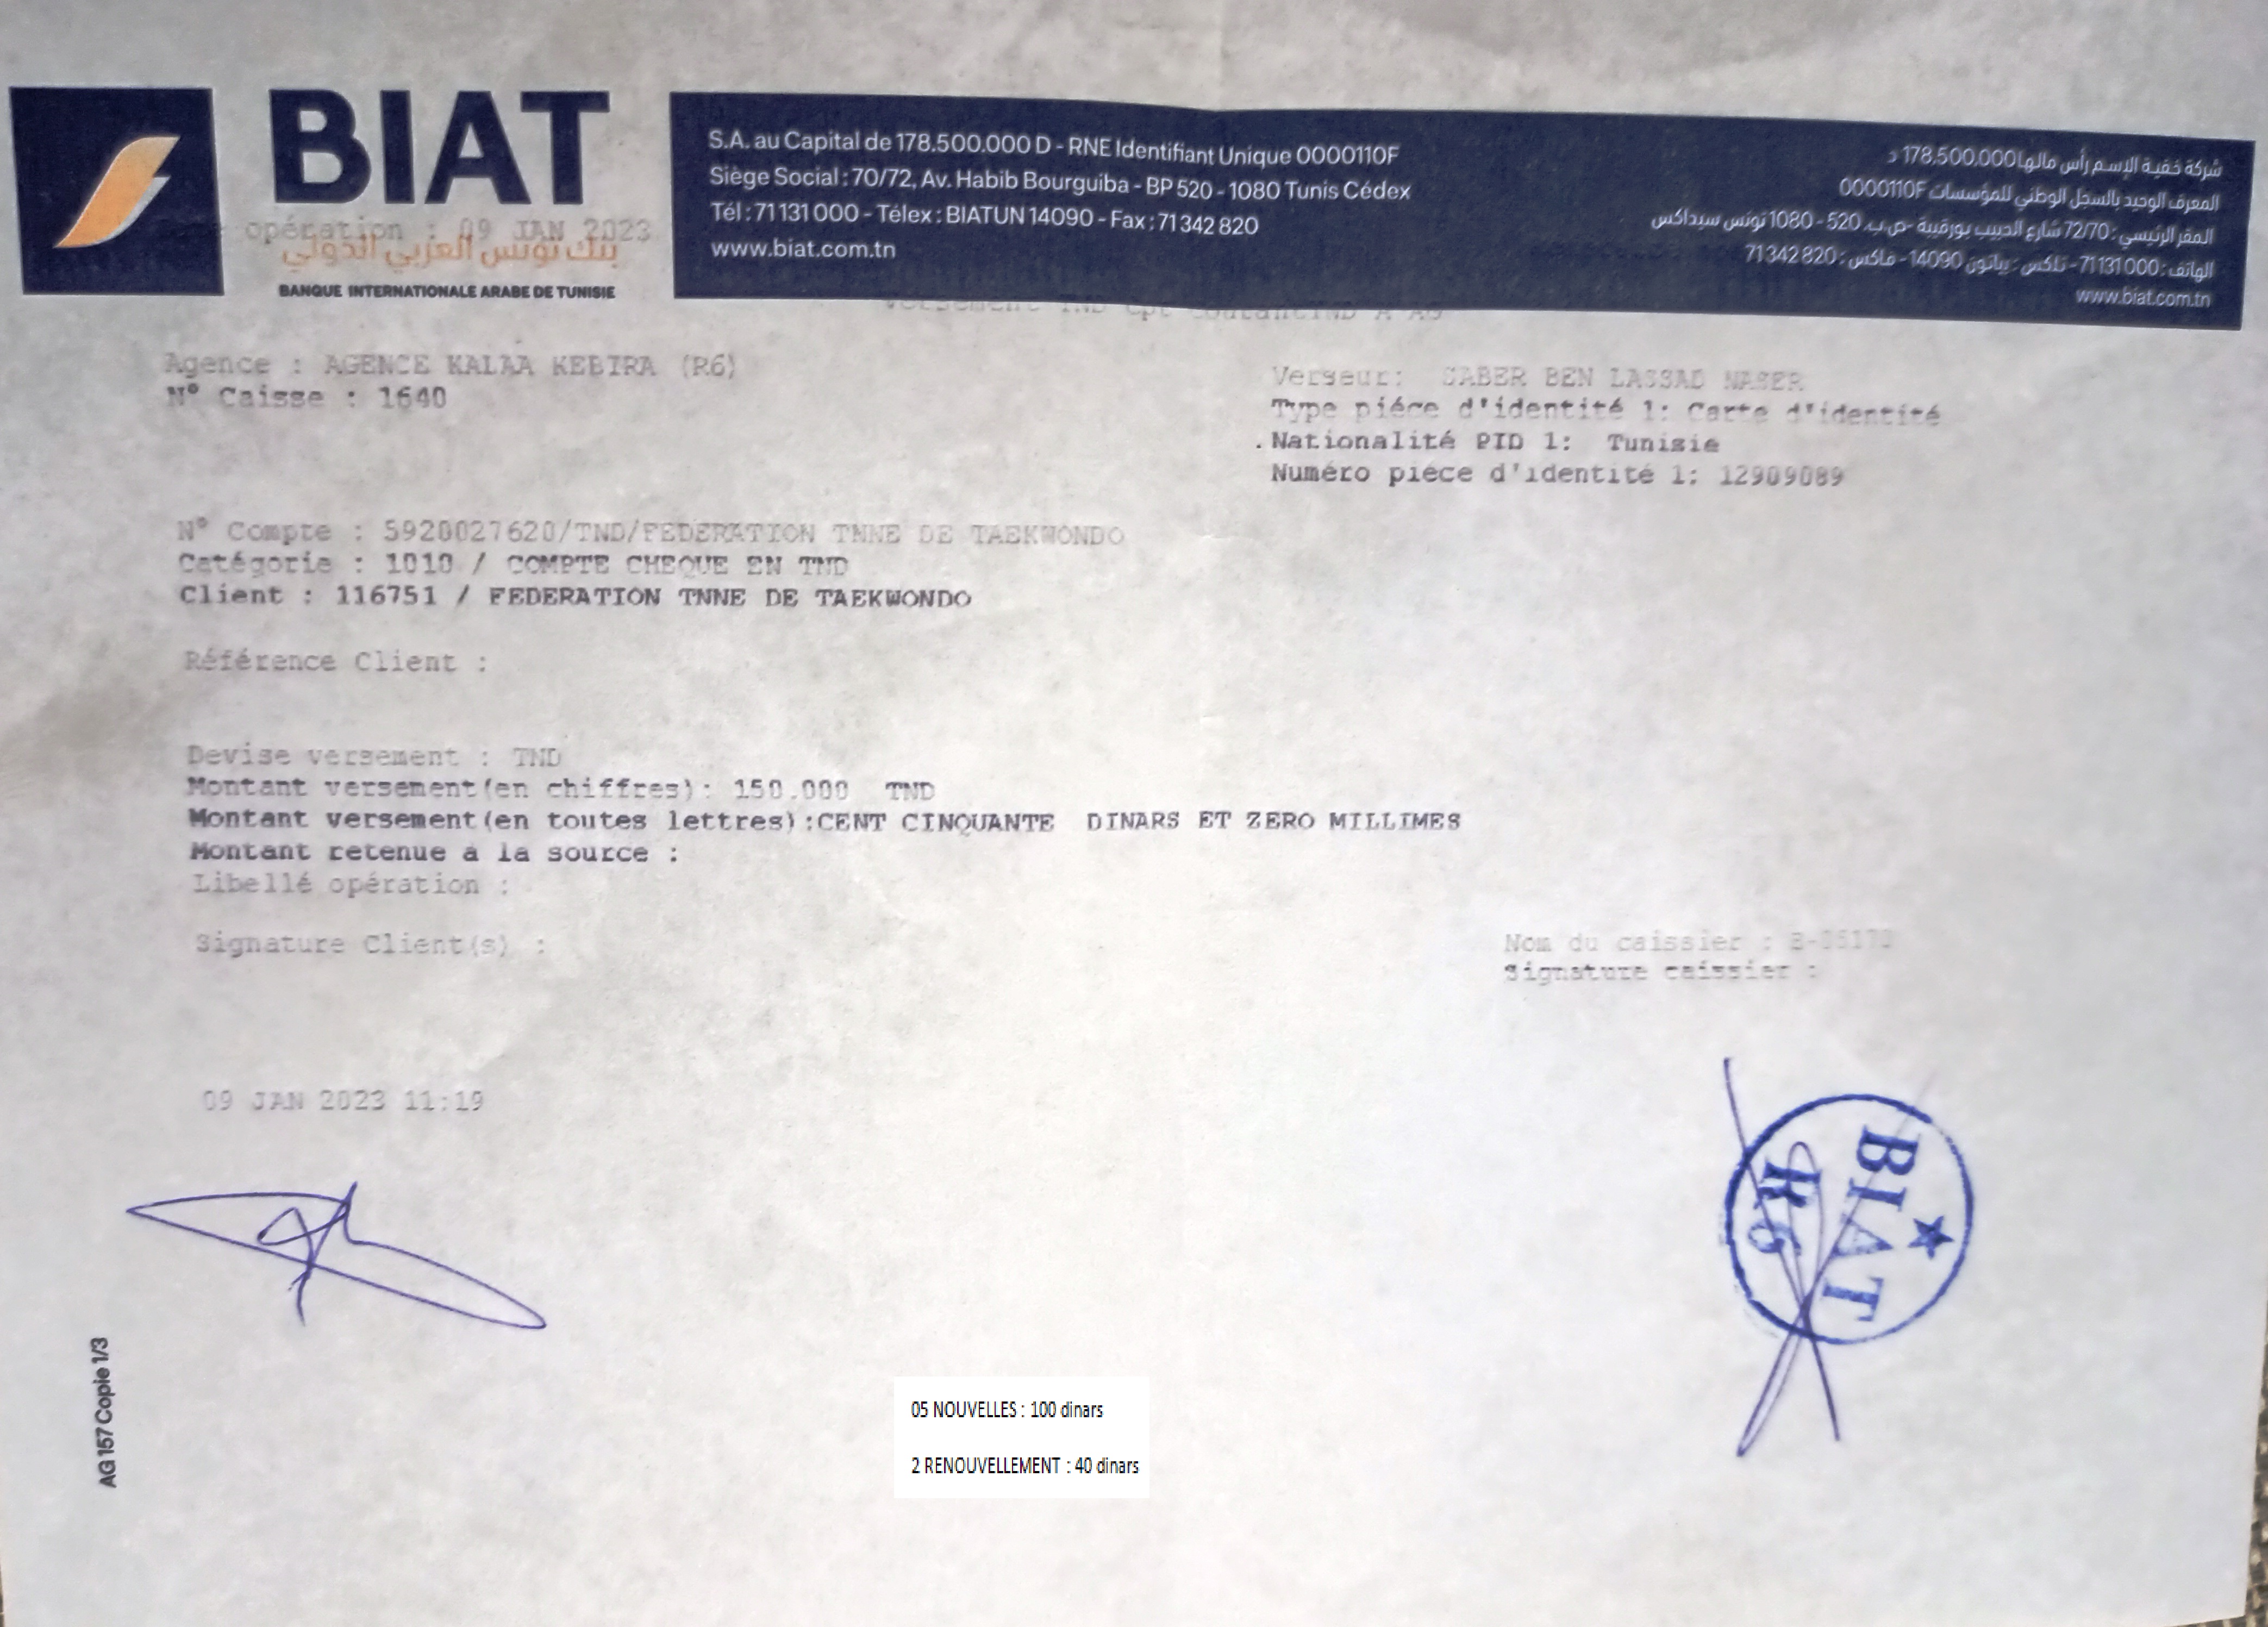 BIAT
opération : 09 JAN 2023
بنك تونس العربي الدولي
BANQUE INTERNATIONALE ARABE DE TUNISIE
S.A. au Capital de 178.500.000 D - RNE Identifiant Unique 0000110F
Siège Social : 70/72, Av. Habib Bourguiba - BP 520 - 1080 Tunis Cédex
Tél : 71 131 000 - Télex : BIATUN 14090 - Fax : 71 342 820
www.biat.com.tn
شركة خفية الإسم رأس مالها 178.500.000 د
المعرف الوحيد بالسجل الوطني للمؤسسات 0000110F
المقر الرئيسي : 72/70 شارع الحبيب بورقيبة -ص.ب. 520 - 1080 تونس سيداكس
الهاتف : 71131000 - تلكس : بياتون 14090 - فاكس : 71342820
www.biat.com.tn
Versement TND cpt
Agence : AGENCE KALAA KEBIRA (R6)
N° Caisse : 1640
Verseur: SABER BEN LASSAD NASER
Type piéce d'identité 1: Carte d'identité
.Nationalité PID 1: Tunisie
Numéro piéce d'identité 1: 12909089
N° Compte : 5920027620/TND/FEDERATION TNNE DE TAEKWONDO
Catégorie : 1010 / COMPTE CHEQUE EN TND
Client : 116751 / FEDERATION TNNE DE TAEKWONDO
Référence Client :
Devise versement : TND
Montant versement(en chiffres): 150.000 TND
Montant versement(en toutes lettres):CENT CINQUANTE DINARS ET ZERO MILLIMES
Montant retenue à la source :
Libellé opération :
Signature Client(s) :
Nom du caissier :
Signature caissier :
09 JAN 2023 11:19
BIAT
R6
AG 157 Copie 1/3
05 NOUVELLES : 100 dinars
2 RENOUVELLEMENT : 40 dinars